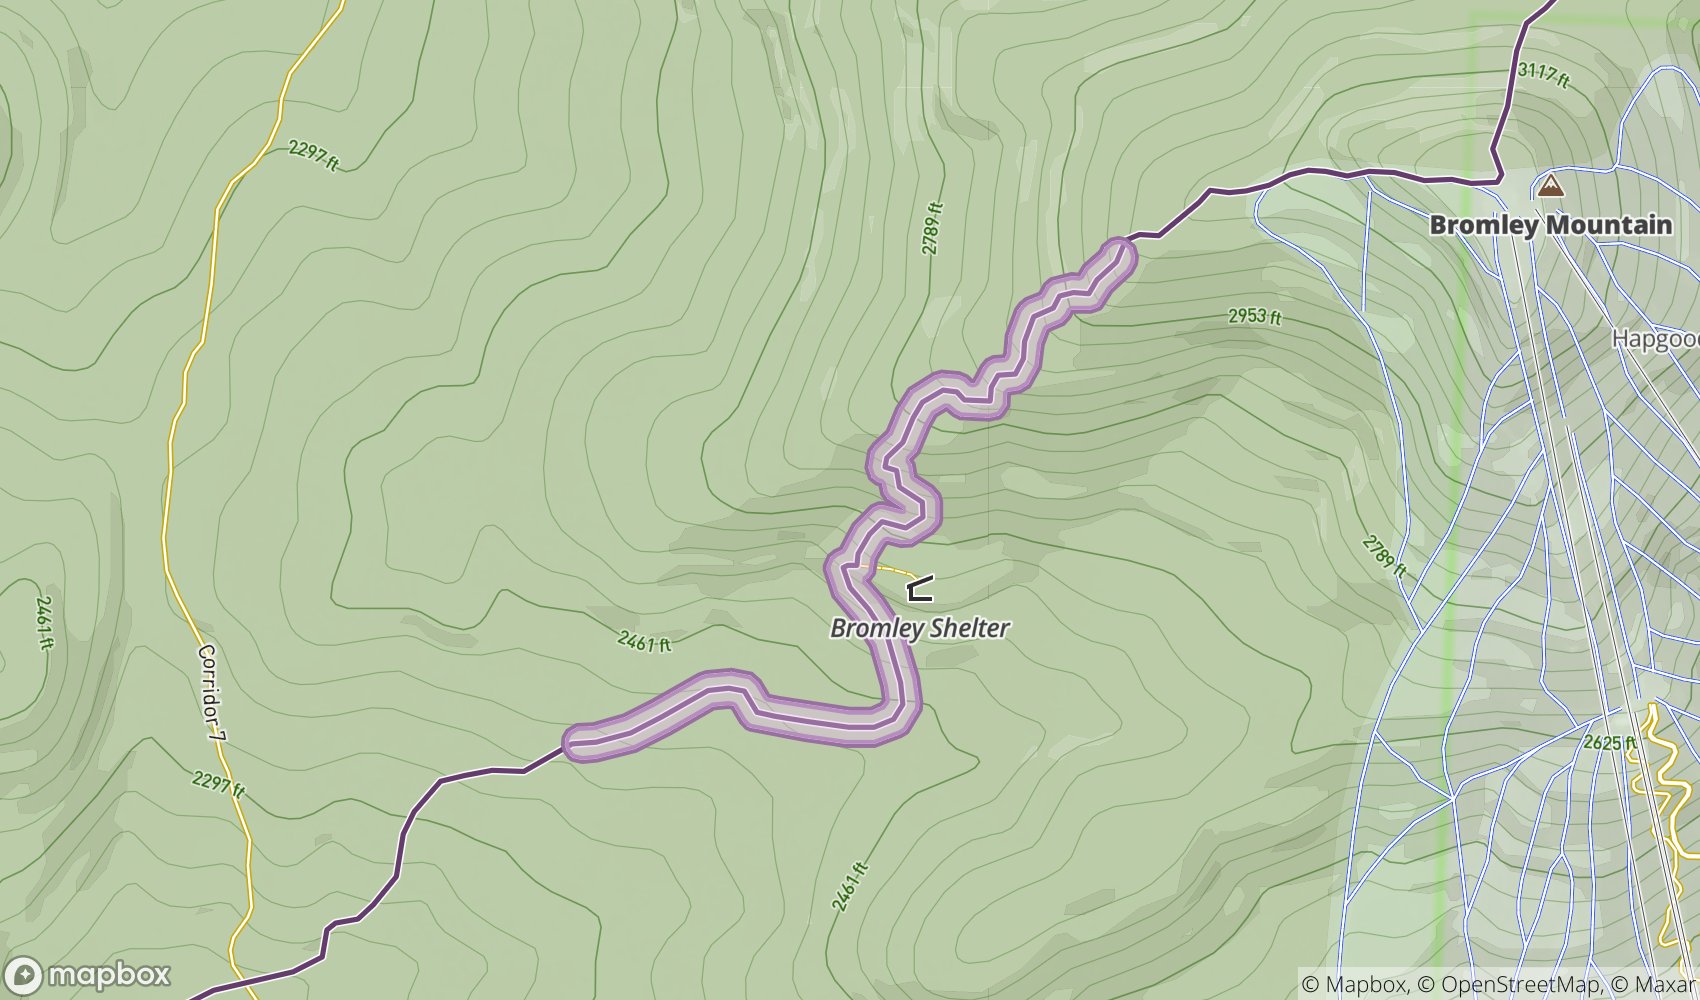 3117 ft
2297 ft
2789 ft
Bromley Mountain
2953 ft
Hapgood
2789 ft
2461 ft
Bromley Shelter
2461 ft
Corridor 7
2625 ft
2297 ft
2461 ft
mapbox
© Mapbox, © OpenStreetMap, © Maxar